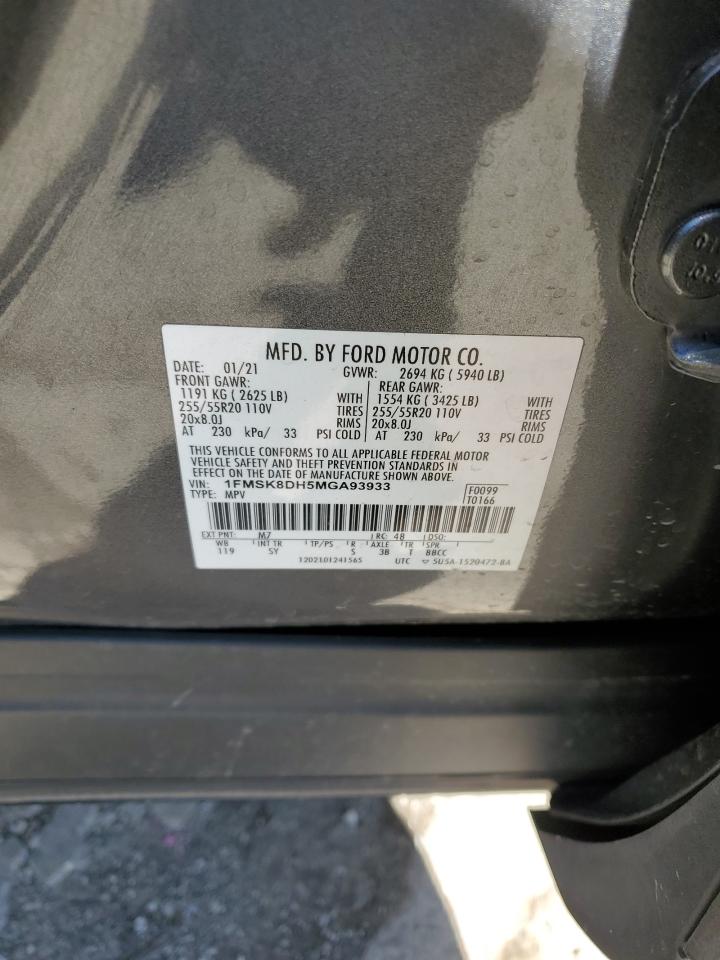 MFD. BY FORD MOTOR CO.
DATE: 01/21 GVWR: 2694 KG ( 5940 LB)
FRONT GAWR: REAR GAWR:
1191 KG ( 2625 LB) WITH 1554 KG ( 3425 LB) WITH
255/55R20 110V TIRES 255/55R20 110V TIRES
20x8.0J RIMS 20x8.0J RIMS
AT 230 kPa/ 33 PSI COLD AT 230 kPa/ 33 PSI COLD
THIS VEHICLE CONFORMS TO ALL APPLICABLE FEDERAL MOTOR
VEHICLE SAFETY AND THEFT PREVENTION STANDARDS IN
EFFECT ON THE DATE OF MANUFACTURE SHOWN ABOVE.
VIN: 1FMSK8DH5MGA93933 F0099
TYPE: MPV T0166
EXT PNT: M7 RC: 48 DSO:
WB INT TR TP/PS R AXLE TR SPR
119 SY S 3B T BBCC
1202101241565 UTC 5U5A-1520472-BA